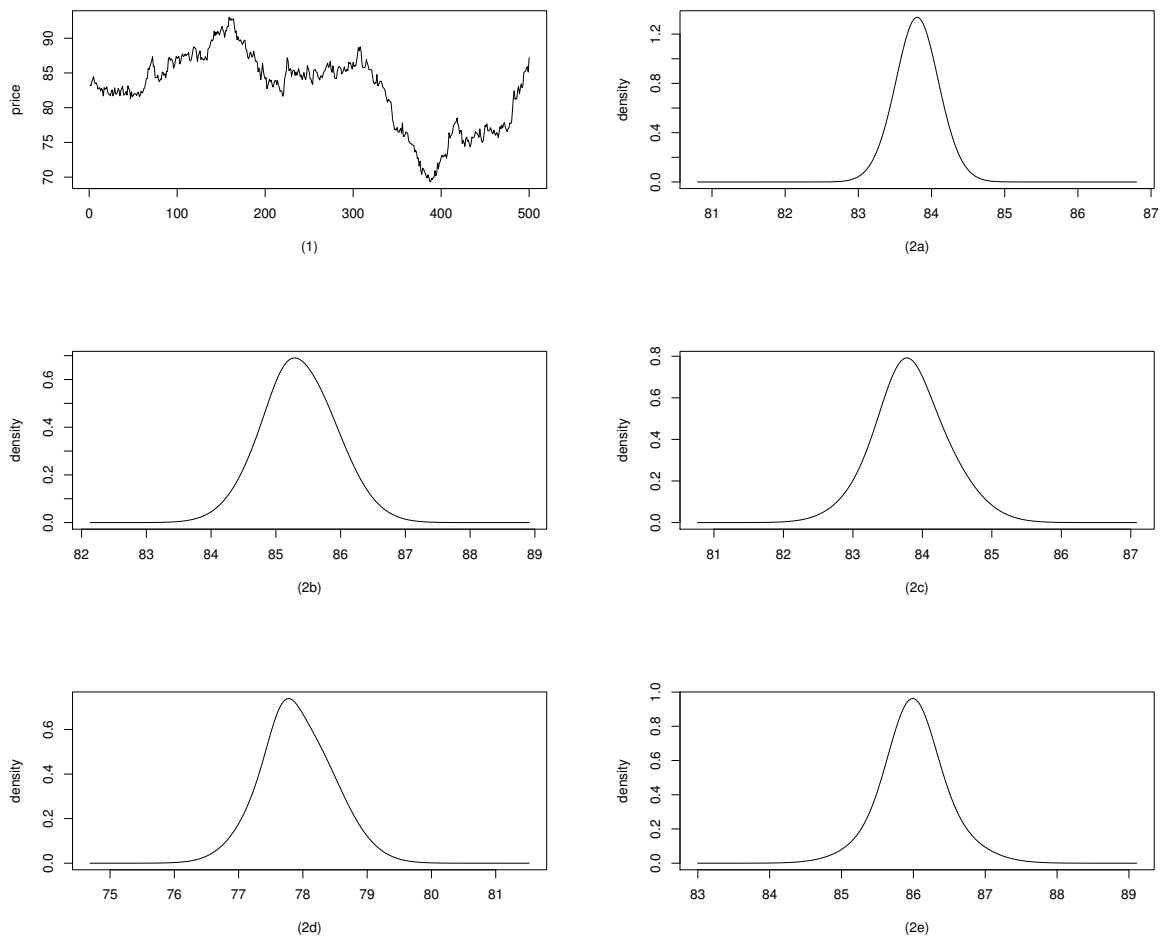 price
90
85
80
75
70
0 100 200 300 400 500
(1)
density
1.2
0.8
0.4
0.0
81 82 83 84 85 86 87
(2a)
density
0.6
0.4
0.2
0.0
82 83 84 85 86 87 88 89
(2b)
density
0.8
0.6
0.4
0.2
0.0
81 82 83 84 85 86 87
(2c)
density
0.6
0.4
0.2
0.0
75 76 77 78 79 80 81
(2d)
density
1.0
0.8
0.6
0.4
0.2
0.0
83 84 85 86 87 88 89
(2e)